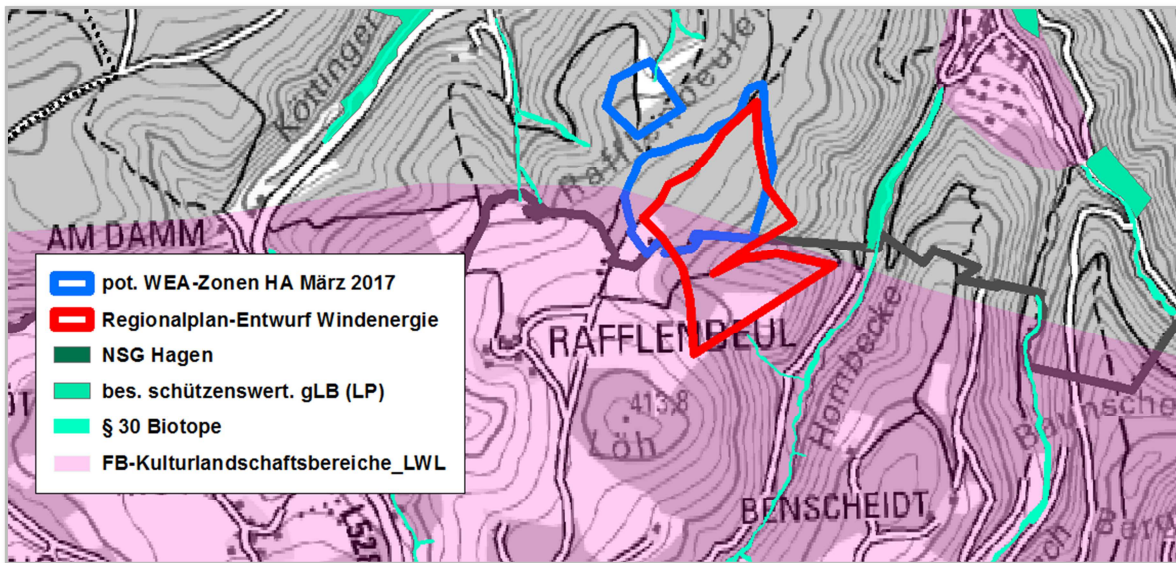 Köttinger
AM DAMM
pot. WEA-Zonen HA März 2017
Regionalplan-Entwurf Windenergie
NSG Hagen
bes. schützenswert. gLB (LP)
§ 30 Biotope
FB-Kulturlandschaftsbereiche_LWL
RAFFLENBEUL
413,8
Löh
Hombecke
BENSCHEIDT